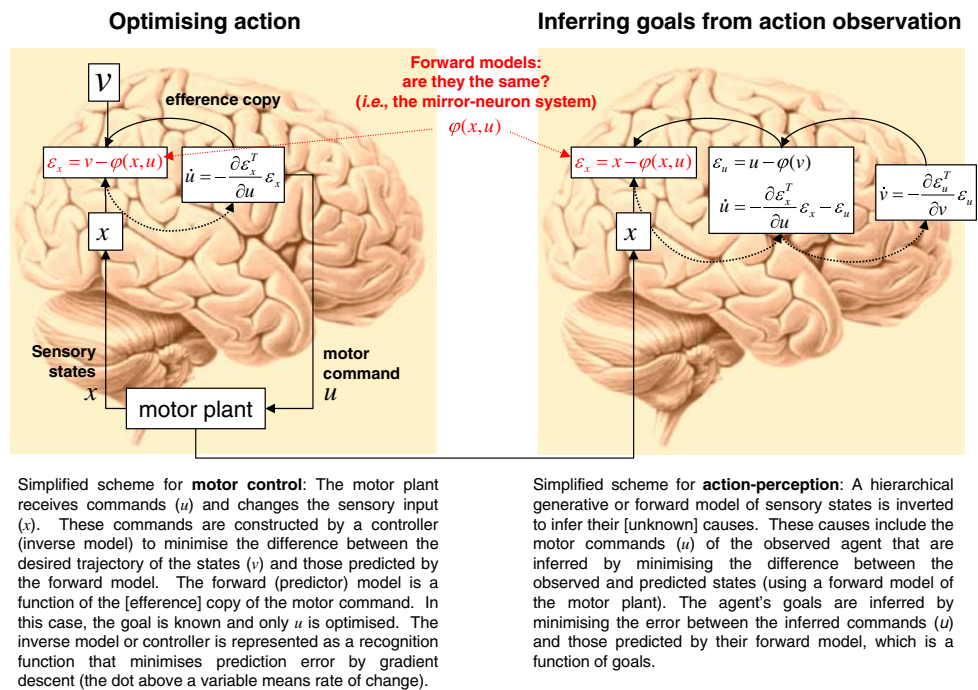 Optimising action
Inferring goals from action observation
Forward models:
are they the same?
(i.e., the mirror-neuron system)
φ(x,u)
v
efference copy
εₓ = v − φ(x,u)
u̇ = −∂εₓᵀ/∂u εₓ
x
Sensory
states
x
motor
command
u
motor plant
εₓ = x − φ(x,u)
εᵤ = u − φ(v)
u̇ = −∂εₓᵀ/∂u εₓ − εᵤ
v̇ = −∂εᵤᵀ/∂v εᵤ
x
Simplified scheme for motor control: The motor plant
receives commands (u) and changes the sensory input
(x). These commands are constructed by a controller
(inverse model) to minimise the difference between the
desired trajectory of the states (v) and those predicted by
the forward model. The forward (predictor) model is a
function of the [efference] copy of the motor command. In
this case, the goal is known and only u is optimised. The
inverse model or controller is represented as a recognition
function that minimises prediction error by gradient
descent (the dot above a variable means rate of change).
Simplified scheme for action-perception: A hierarchical
generative or forward model of sensory states is inverted
to infer their [unknown] causes. These causes include the
motor commands (u) of the observed agent that are
inferred by minimising the difference between the
observed and predicted states (using a forward model of
the motor plant). The agent's goals are inferred by
minimising the error between the inferred commands (u)
and those predicted by their forward model, which is a
function of goals.